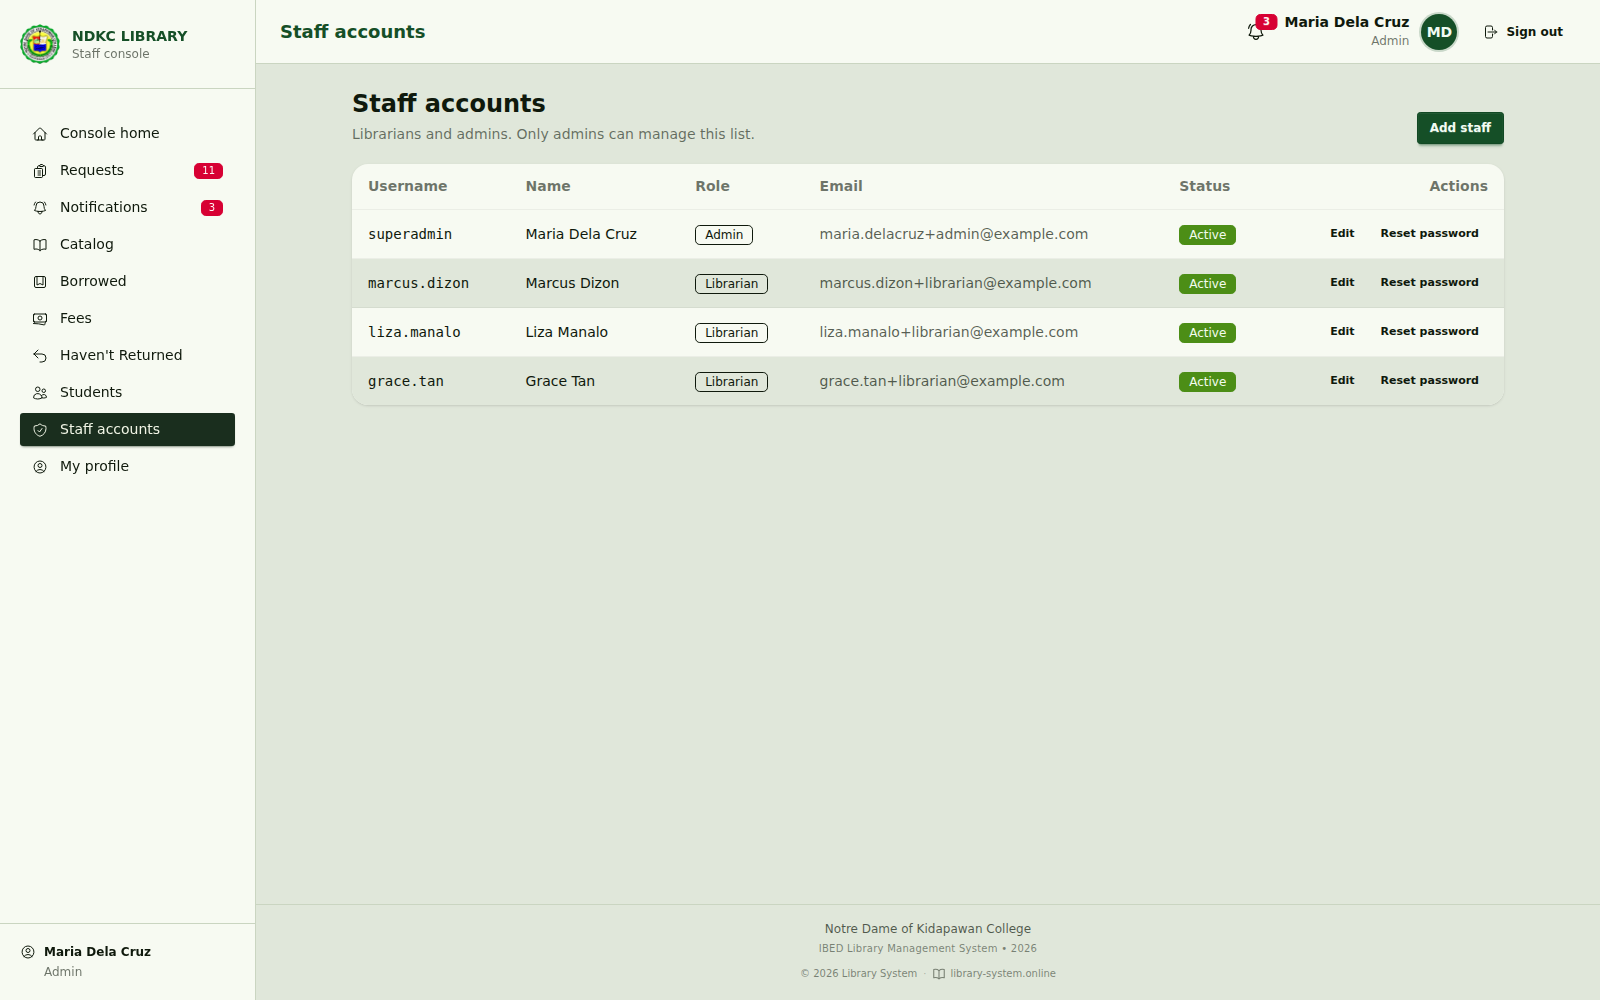 NDKC LIBRARY
Staff console
Console home
Requests 11
Notifications 3
Catalog
Borrowed
Fees
Haven't Returned
Students
Staff accounts
My profile
Maria Dela Cruz
Admin
Staff accounts
3
Maria Dela Cruz
Admin
MD
Sign out
Staff accounts
Librarians and admins. Only admins can manage this list.
Add staff
Username Name Role Email Status Actions
superadmin Maria Dela Cruz Admin maria.delacruz+admin@example.com Active Edit Reset password
marcus.dizon Marcus Dizon Librarian marcus.dizon+librarian@example.com Active Edit Reset password
liza.manalo Liza Manalo Librarian liza.manalo+librarian@example.com Active Edit Reset password
grace.tan Grace Tan Librarian grace.tan+librarian@example.com Active Edit Reset password
Notre Dame of Kidapawan College
IBED Library Management System • 2026
© 2026 Library System · library-system.online